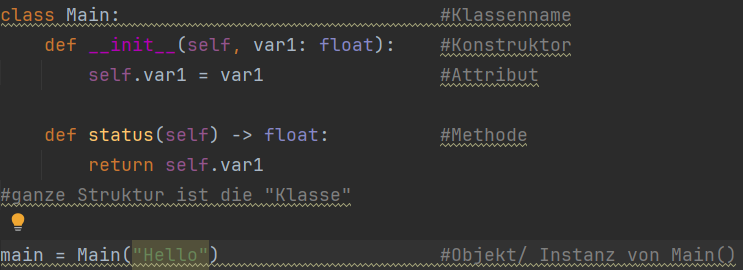 class Main: #Klassenname
def __init__(self, var1: float): #Konstruktor
self.var1 = var1 #Attribut
def status(self) -> float: #Methode
return self.var1
#ganze Struktur ist die "Klasse"
main = Main("Hello") #Objekt/ Instanz von Main()